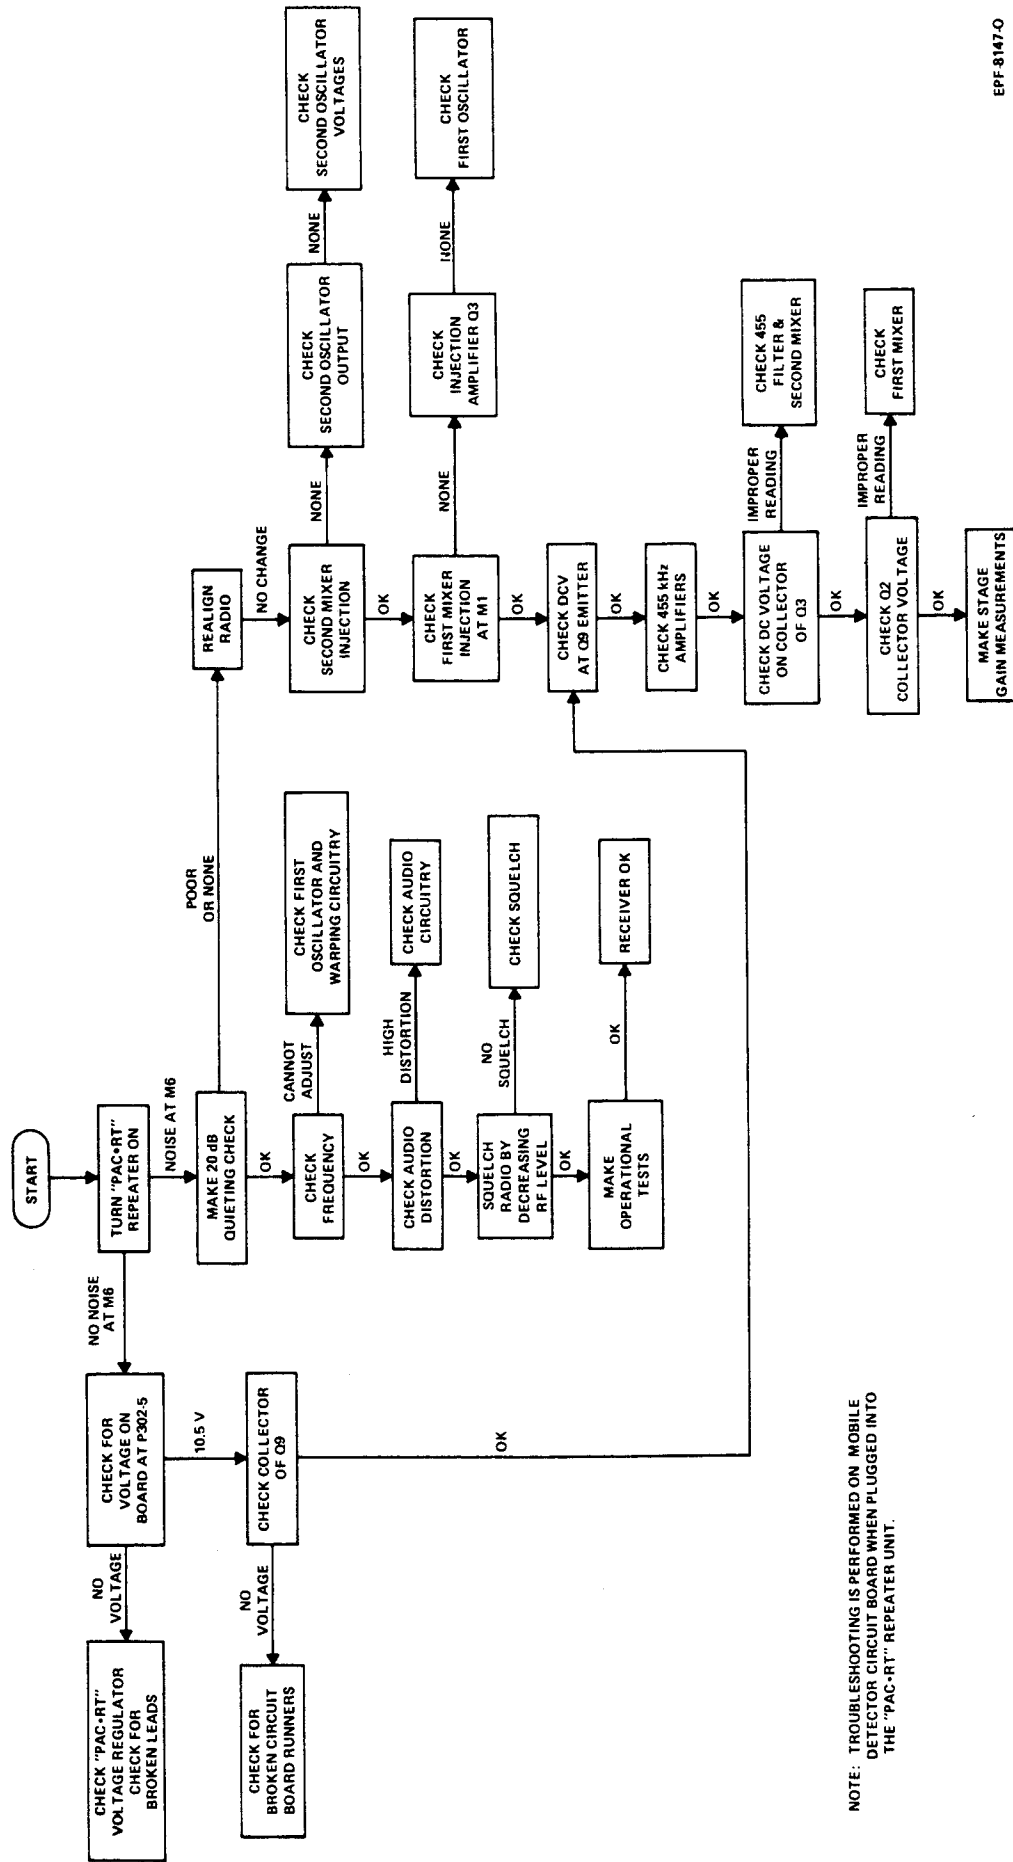 START
TURN "PAC•RT"
REPEATER ON
NO NOISE
AT M6
NOISE AT M6
CHECK FOR
VOLTAGE ON
BOARD AT P302-5
NO
VOLTAGE
CHECK "PAC•RT"
VOLTAGE REGULATOR
CHECK FOR
BROKEN LEADS
10.5 V
CHECK COLLECTOR
OF Q9
NO
VOLTAGE
CHECK FOR
BROKEN CIRCUIT
BOARD RUNNERS
OK
MAKE 20 dB
QUIETING CHECK
POOR
OR NONE
OK
CHECK
FREQUENCY
CANNOT
ADJUST
CHECK FIRST
OSCILLATOR AND
WARPING CIRCUITRY
OK
CHECK AUDIO
DISTORTION
HIGH
DISTORTION
CHECK AUDIO
CIRCUITRY
OK
SQUELCH
RADIO BY
DECREASING
RF LEVEL
NO
SQUELCH
CHECK SQUELCH
OK
MAKE
OPERATIONAL
TESTS
OK
RECEIVER OK
REALIGN
RADIO
NO CHANGE
CHECK
SECOND MIXER
INJECTION
NONE
CHECK
SECOND OSCILLATOR
OUTPUT
NONE
CHECK
SECOND OSCILLATOR
VOLTAGES
OK
CHECK
FIRST MIXER
INJECTION
AT M1
NONE
CHECK
INJECTION
AMPLIFIER Q3
NONE
CHECK
FIRST OSCILLATOR
OK
CHECK DCV
AT Q9 EMITTER
OK
CHECK 455 kHz
AMPLIFIERS
OK
CHECK DC VOLTAGE
ON COLLECTOR
OF Q3
IMPROPER
READING
CHECK 455
FILTER &
SECOND MIXER
OK
CHECK Q2
COLLECTOR VOLTAGE
IMPROPER
READING
CHECK
FIRST MIXER
OK
MAKE STAGE
GAIN MEASUREMENTS
NOTE: TROUBLESHOOTING IS PERFORMED ON MOBILE
DETECTOR CIRCUIT BOARD WHEN PLUGGED INTO
THE "PAC•RT" REPEATER UNIT.
EPF-8147-O